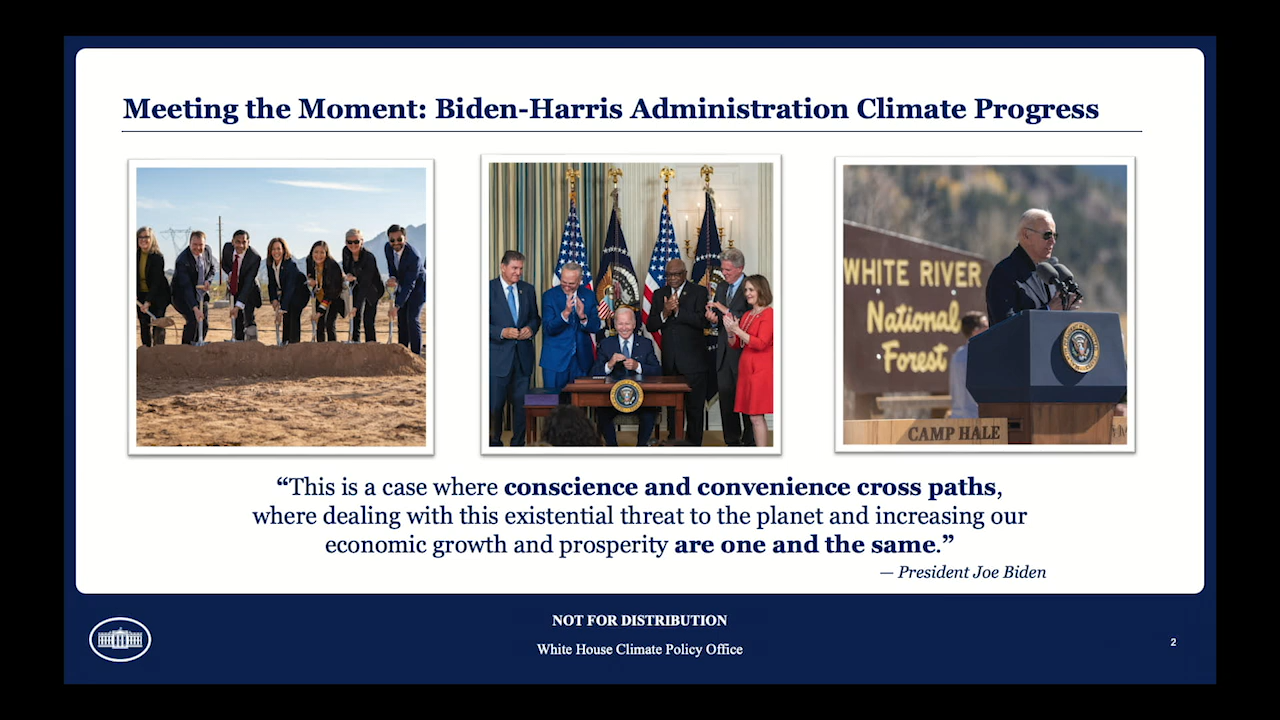 Meeting the Moment: Biden-Harris Administration Climate Progress
WHITE RIVER
National
Forest
CAMP HALE
“This is a case where conscience and convenience cross paths,
where dealing with this existential threat to the planet and increasing our
economic growth and prosperity are one and the same.”
— President Joe Biden
NOT FOR DISTRIBUTION
White House Climate Policy Office
2